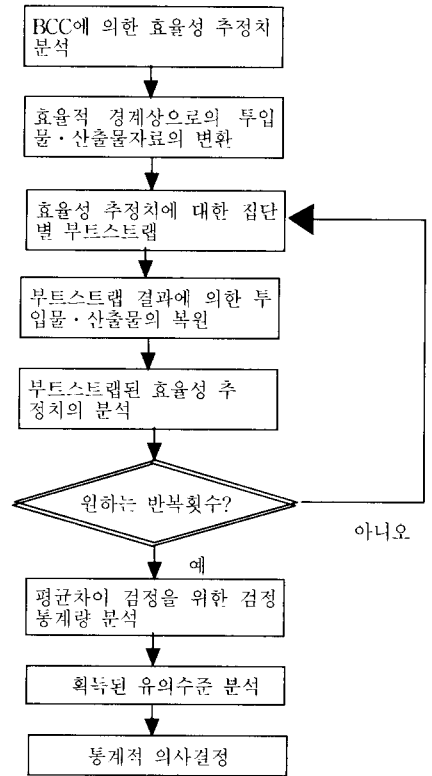 BCC에 의한 효율성 추정치
분석
효율적 경계상으로의 투입
물·산출물자료의 변환
효율성 추정치에 대한 집단
별 부트스트랩
부트스트랩 결과에 의한 투
입물·산출물의 복원
부트스트랩된 효율성 추
정치의 분석
원하는 반복횟수?
아니오
예
평균차이 검정을 위한 검정
통계량 분석
획득된 유의수준 분석
통계적 의사결정